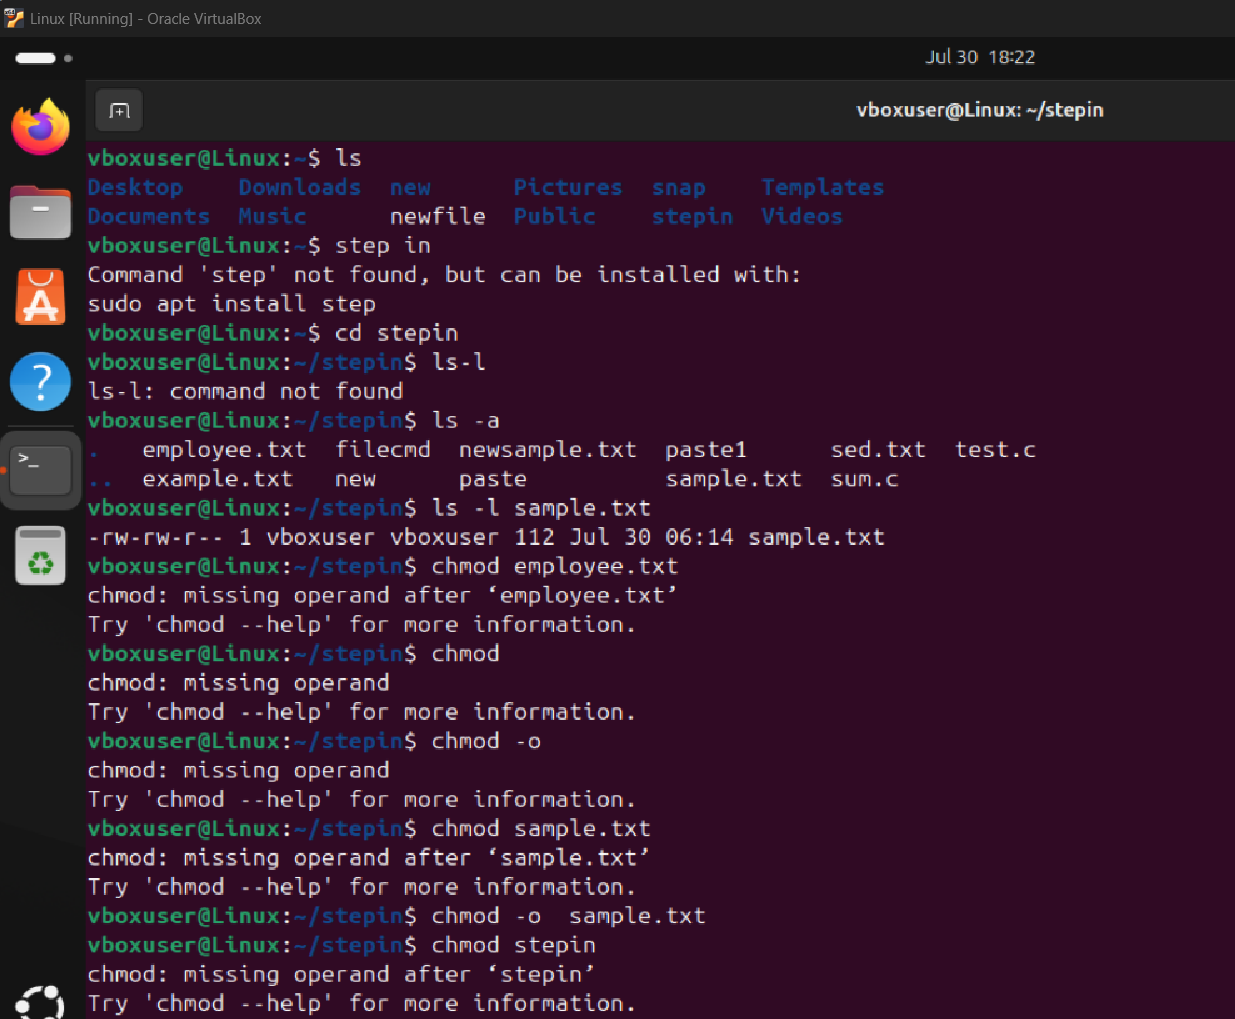 Linux [Running] - Oracle VirtualBox
Jul 30 18:22
vboxuser@Linux: ~/stepin
vboxuser@Linux:~$ ls
Desktop Downloads new Pictures snap Templates
Documents Music newfile Public stepin Videos
vboxuser@Linux:~$ step in
Command 'step' not found, but can be installed with:
sudo apt install step
vboxuser@Linux:~$ cd stepin
vboxuser@Linux:~/stepin$ ls-l
ls-l: command not found
vboxuser@Linux:~/stepin$ ls -a
. employee.txt filecmd newsample.txt paste1 sed.txt test.c
.. example.txt new paste sample.txt sum.c
vboxuser@Linux:~/stepin$ ls -l sample.txt
-rw-rw-r-- 1 vboxuser vboxuser 112 Jul 30 06:14 sample.txt
vboxuser@Linux:~/stepin$ chmod employee.txt
chmod: missing operand after ‘employee.txt’
Try 'chmod --help' for more information.
vboxuser@Linux:~/stepin$ chmod
chmod: missing operand
Try 'chmod --help' for more information.
vboxuser@Linux:~/stepin$ chmod -o
chmod: missing operand
Try 'chmod --help' for more information.
vboxuser@Linux:~/stepin$ chmod sample.txt
chmod: missing operand after ‘sample.txt’
Try 'chmod --help' for more information.
vboxuser@Linux:~/stepin$ chmod -o  sample.txt
vboxuser@Linux:~/stepin$ chmod stepin
chmod: missing operand after ‘stepin’
Try 'chmod --help' for more information.